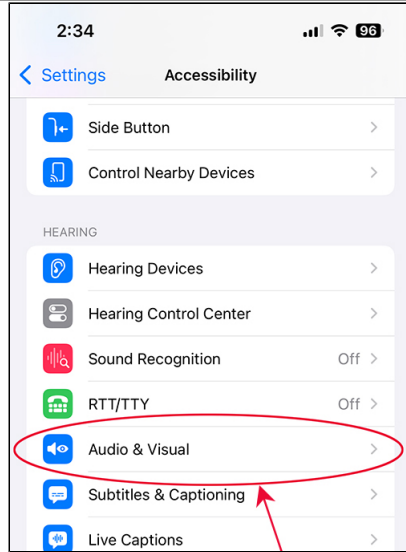 2:34
96
Settings
Accessibility
Side Button
Control Nearby Devices
HEARING
Hearing Devices
Hearing Control Center
Sound Recognition Off
RTT/TTY Off
Audio & Visual
Subtitles & Captioning
Live Captions